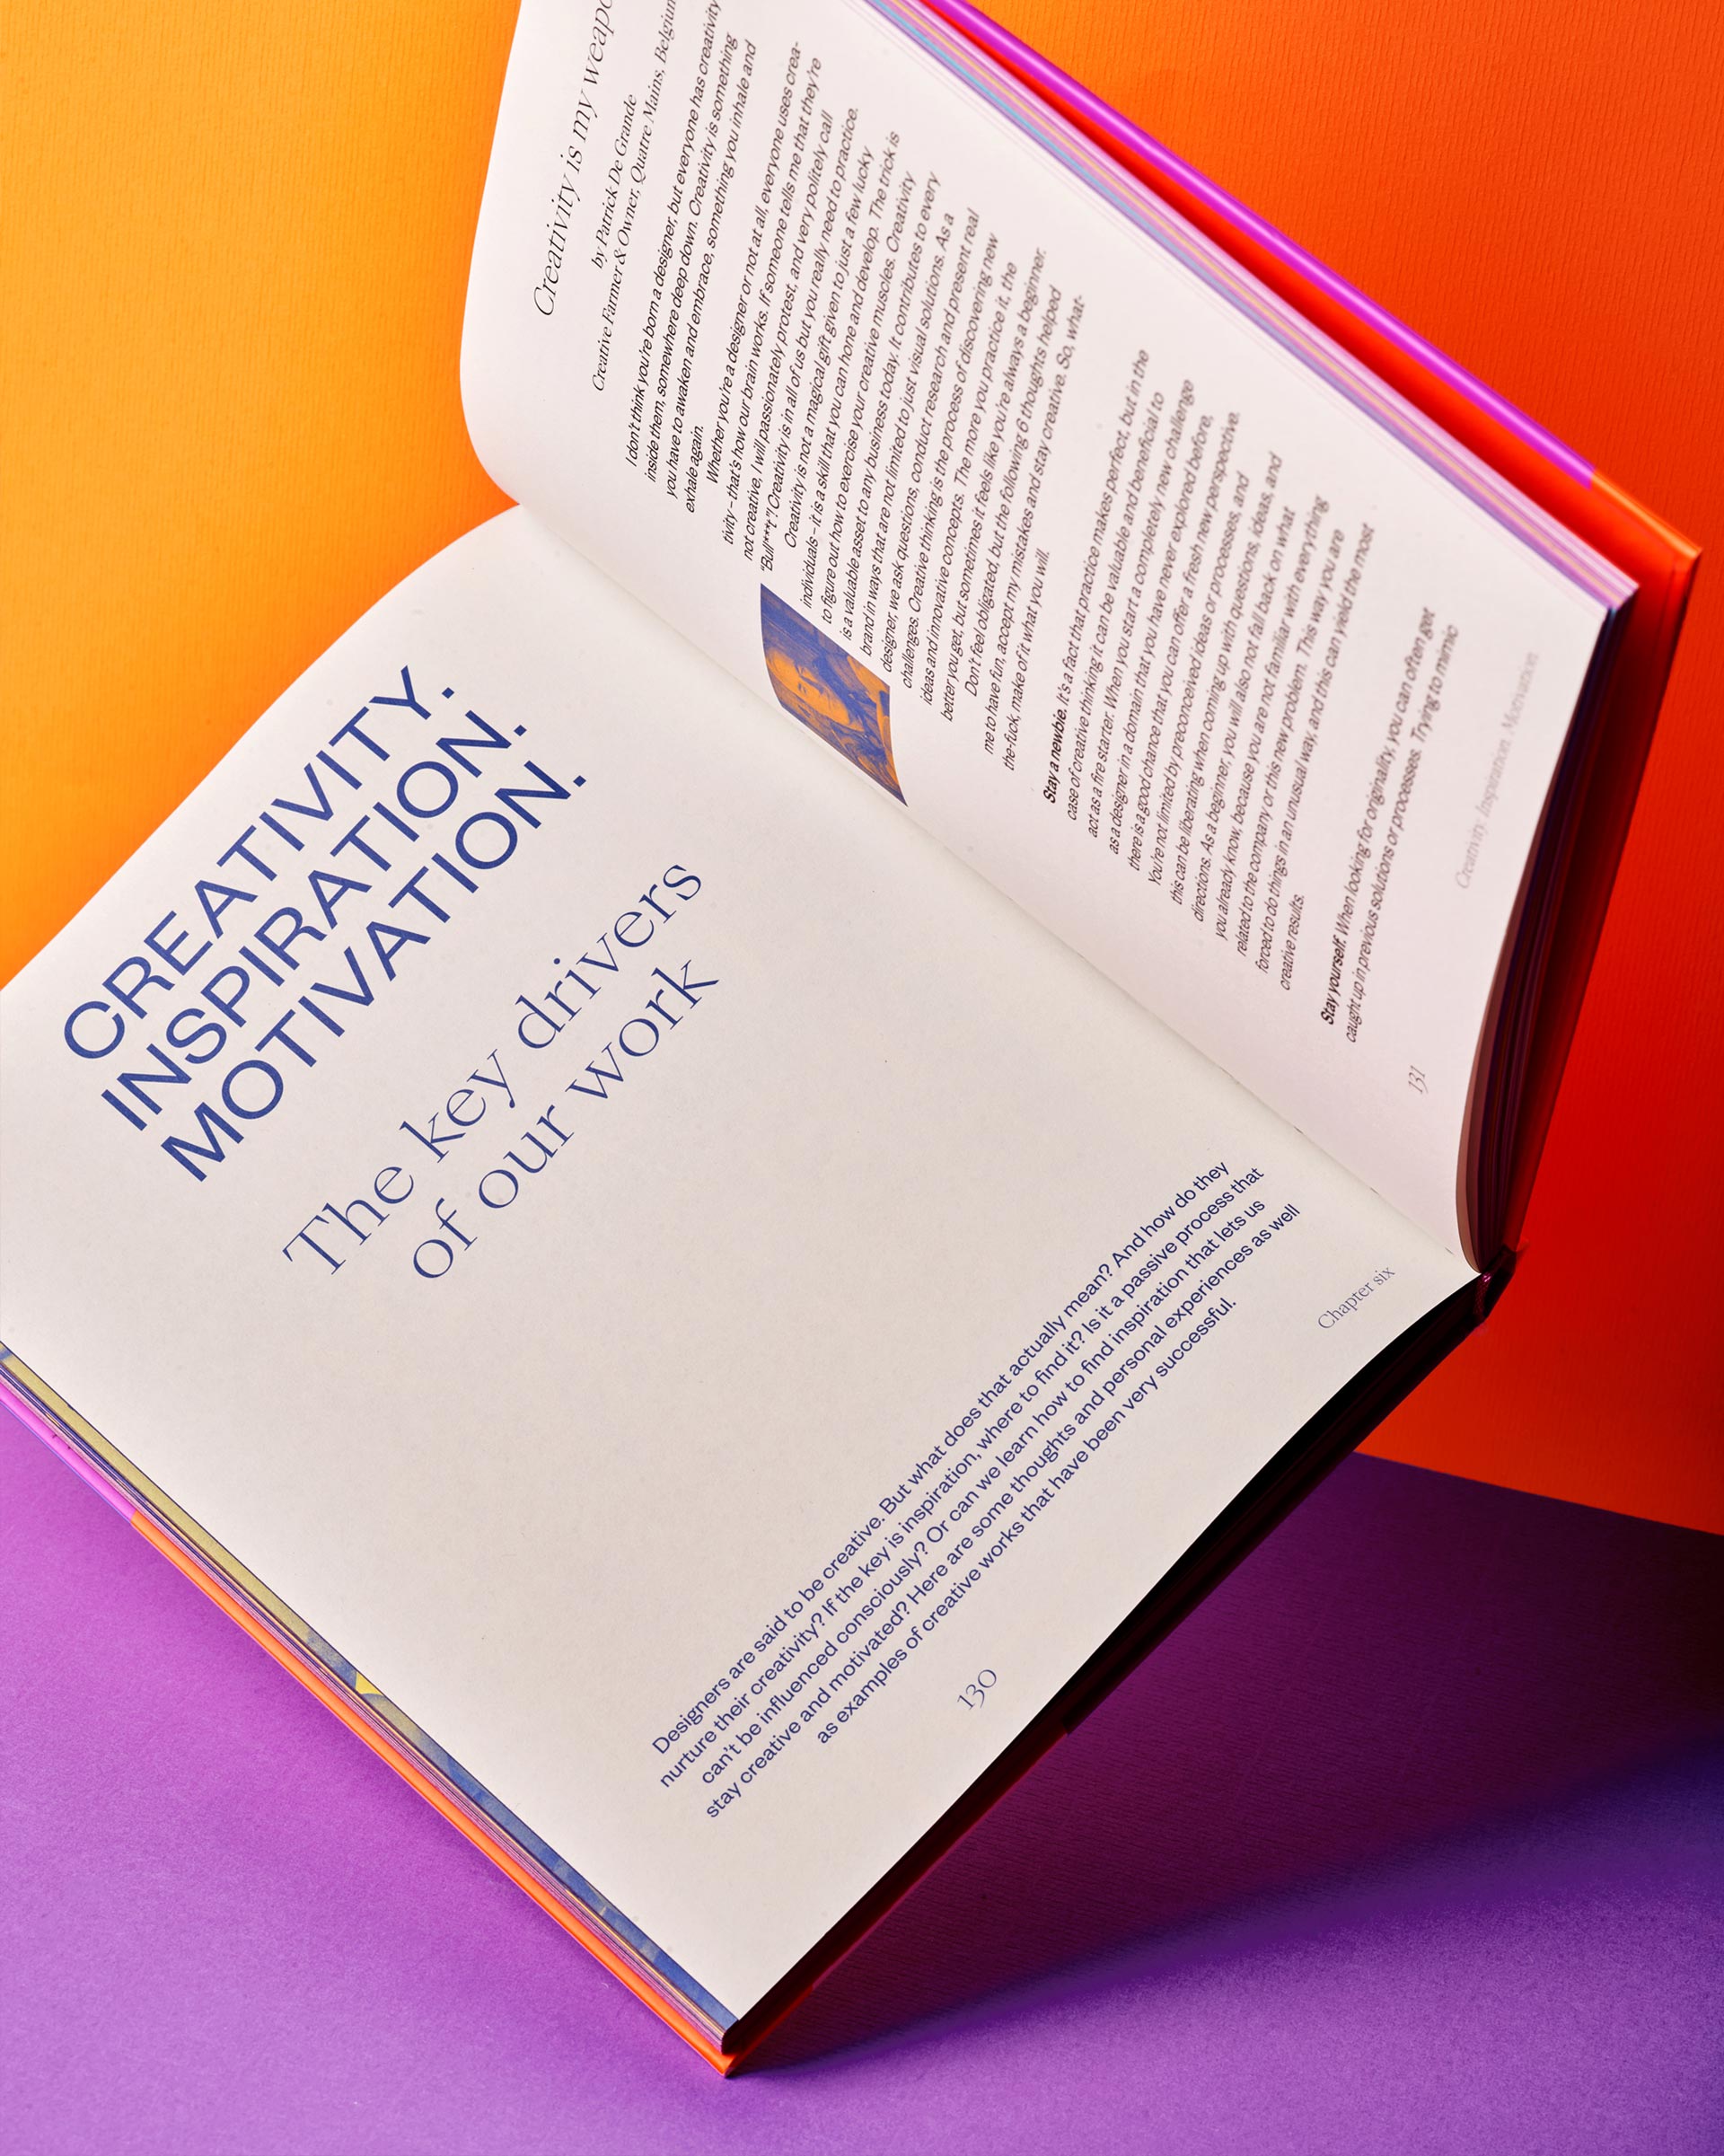 CREATIVITY.
INSPIRATION.
MOTIVATION.
The key drivers
of our work
Designers are said to be creative. But what does that actually mean? And how do they
nurture their creativity? If the key is inspiration, where to find it? Is it a passive process that
can't be influenced consciously? Or can we learn how to find inspiration that lets us
stay creative and motivated? Here are some thoughts and personal experiences as well
as examples of creative works that have been very successful.
130
Chapter six
Creativity is my
by Patrick De Grande
Creative Farmer & Owner, Quatre Mains, Belgium
I don't think you're born a designer, but everyone has creativity
inside them, somewhere deep down. Creativity is something
you have to awaken and embrace, something you inhale and
exhale again.
Whether you're a designer or not at all, everyone uses crea-
tivity – that's how our brain works. If someone tells me that they're
not creative, I will passionately protest, and very politely call
"Bull***t"! Creativity is in all of us but you really need to practice.
Creativity is not a magical gift given to just a few lucky
individuals – it is a skill that you can hone and develop. The trick is
to figure out how to exercise your creative muscles. Creativity
is a valuable asset to any business today. It contributes to every
brand in ways that are not limited to just visual solutions. As a
designer, we ask questions, conduct research and present real
challenges. Creative thinking is the process of discovering new
ideas and innovative concepts. The more you practice it, the
better you get, but sometimes it feels like you're always a beginner.
Don't feel obligated, but the following 6 thoughts helped
me to have fun, accept my mistakes and stay creative. So, what-
the-fuck, make of it what you will.
Stay a newbie. It's a fact that practice makes perfect, but in the
case of creative thinking it can be valuable and beneficial to
act as a fire starter. When you start a completely new challenge
as a designer in a domain that you have never explored before,
there is a good chance that you can offer a fresh new perspective.
You're not limited by preconceived ideas or processes, and
this can be liberating when coming up with questions, ideas, and
directions. As a beginner, you will also not fall back on what
you already know, because you are not familiar with everything
related to the company or this new problem. This way you are
forced to do things in an unusual way, and this can yield the most
creative results.
Stay yourself. When looking for originality, you can often get
caught up in previous solutions or processes. Trying to mimic
131
Creativity. Inspiration. Motivation.